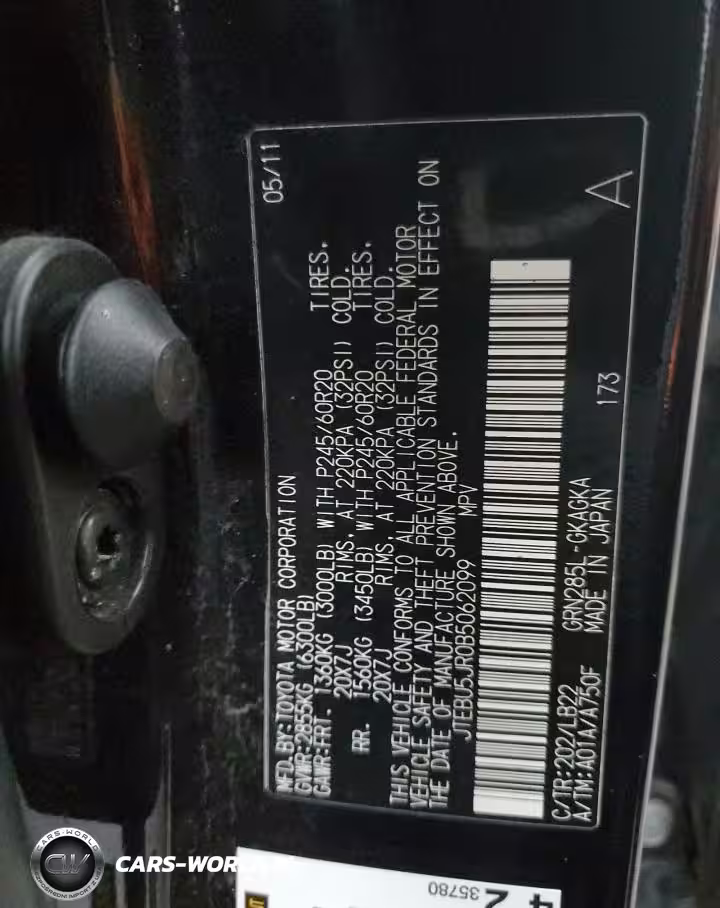 MFD. BY: TOYOTA MOTOR CORPORATION 05/11
GVWR: 2855KG (6300LB)
GAWR: FRT. 1360KG (3000LB) WITH P245/60R20 TIRES.
20X7J RIMS, AT 220KPA (32PSI) COLD.
RR. 1560KG (3450LB) WITH P245/60R20 TIRES.
20X7J RIMS, AT 220KPA (32PSI) COLD.
THIS VEHICLE CONFORMS TO ALL APPLICABLE FEDERAL MOTOR
VEHICLE SAFETY AND THEFT PREVENTION STANDARDS IN EFFECT ON
THE DATE OF MANUFACTURE SHOWN ABOVE.
JTEBU5JR0B5062099 MPV
C/TR: 202/LB22 GRN285L-GKAGKA
A/TM: A01A/A750F MADE IN JAPAN 173 A
35780
CARS-WORLD
CARS-WORLD
CW